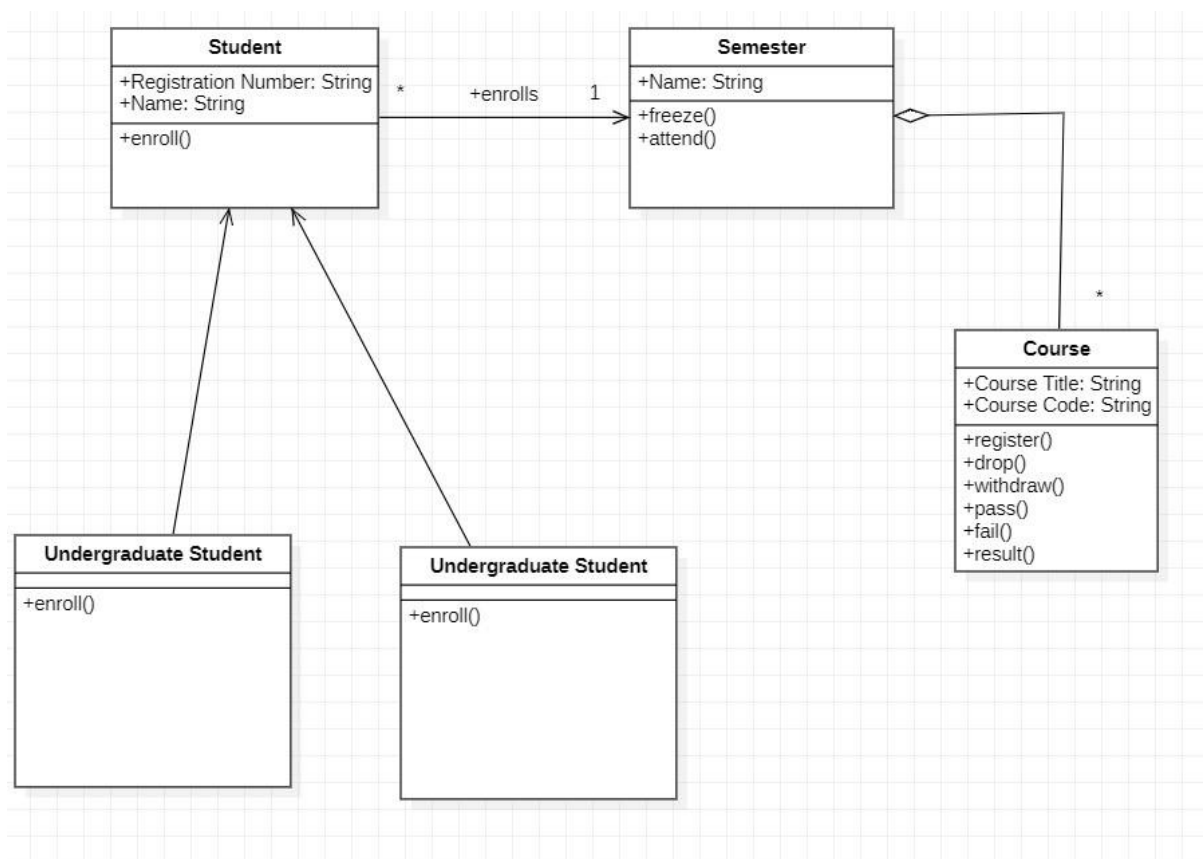 Student
+Registration Number: String
+Name: String
+enroll()
*
+enrolls
1
Semester
+Name: String
+freeze()
+attend()
*
Course
+Course Title: String
+Course Code: String
+register()
+drop()
+withdraw()
+pass()
+fail()
+result()
Undergraduate Student
+enroll()
Undergraduate Student
+enroll()